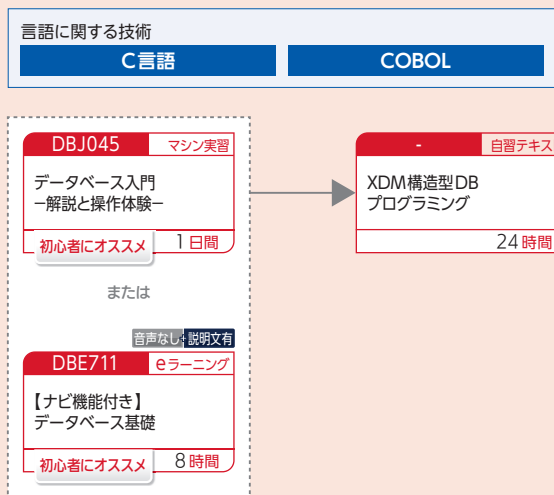 言語に関する技術
C言語
COBOL
DBJ045
マシン実習
データベース入門
−解説と操作体験−
初心者にオススメ
1日間
または
音声なし+説明文有
DBE711
eラーニング
【ナビ機能付き】
データベース基礎
初心者にオススメ
8時間
-
自習テキスト
XDM構造型DB
プログラミング
24時間